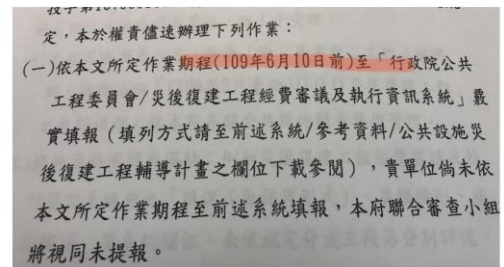 定,本於權責儘速辦理下列作業:
(一)依本文所定作業期程(109年6月10日前)至「行政院公共
工程委員會/災後復建工程經費審議及執行資訊系統」覈
實填報(填列方式請至前述系統/參考資料/公共設施災
後復建工程輔導計畫之欄位下載參閱),貴單位倘未依
本文所定作業期程至前述系統填報,本府聯合審查小組
將視同未提報。